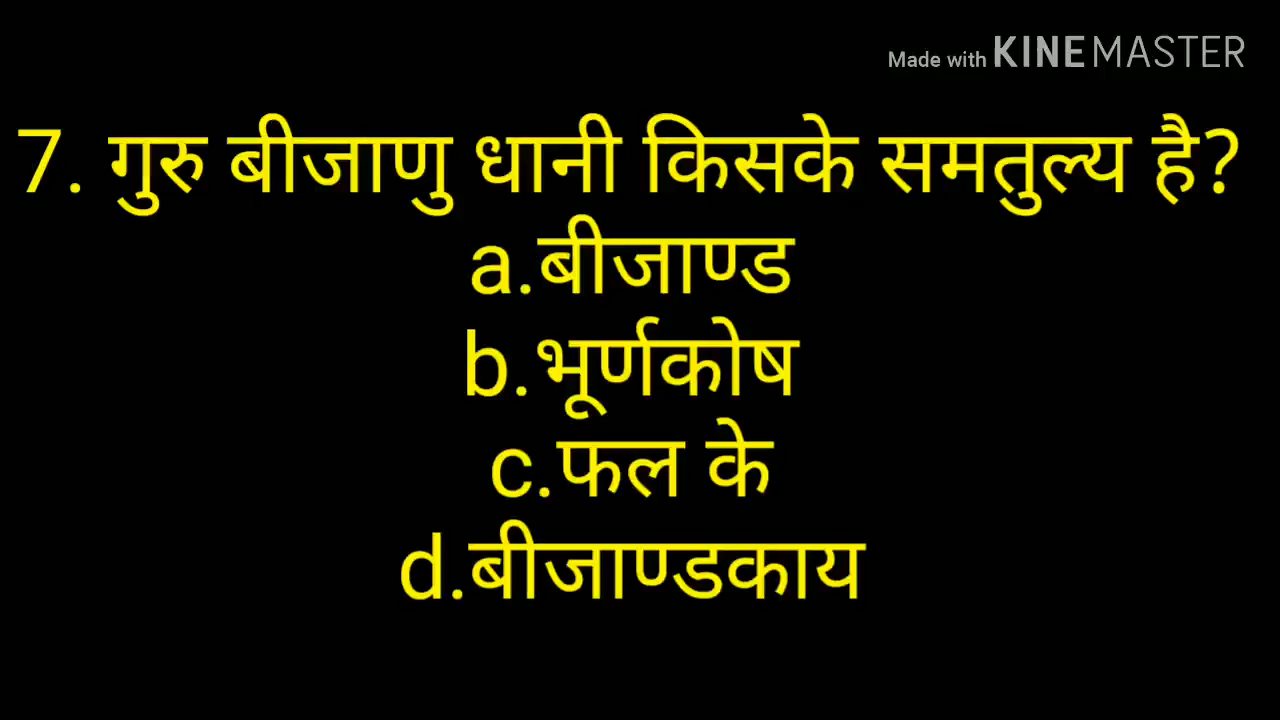 Made with KINEMASTER
7. गुरु बीजाणु धानी किसके समतुल्य है?
a.बीजाण्ड
b.भूर्णकोष
c.फल के
d.बीजाण्डकाय